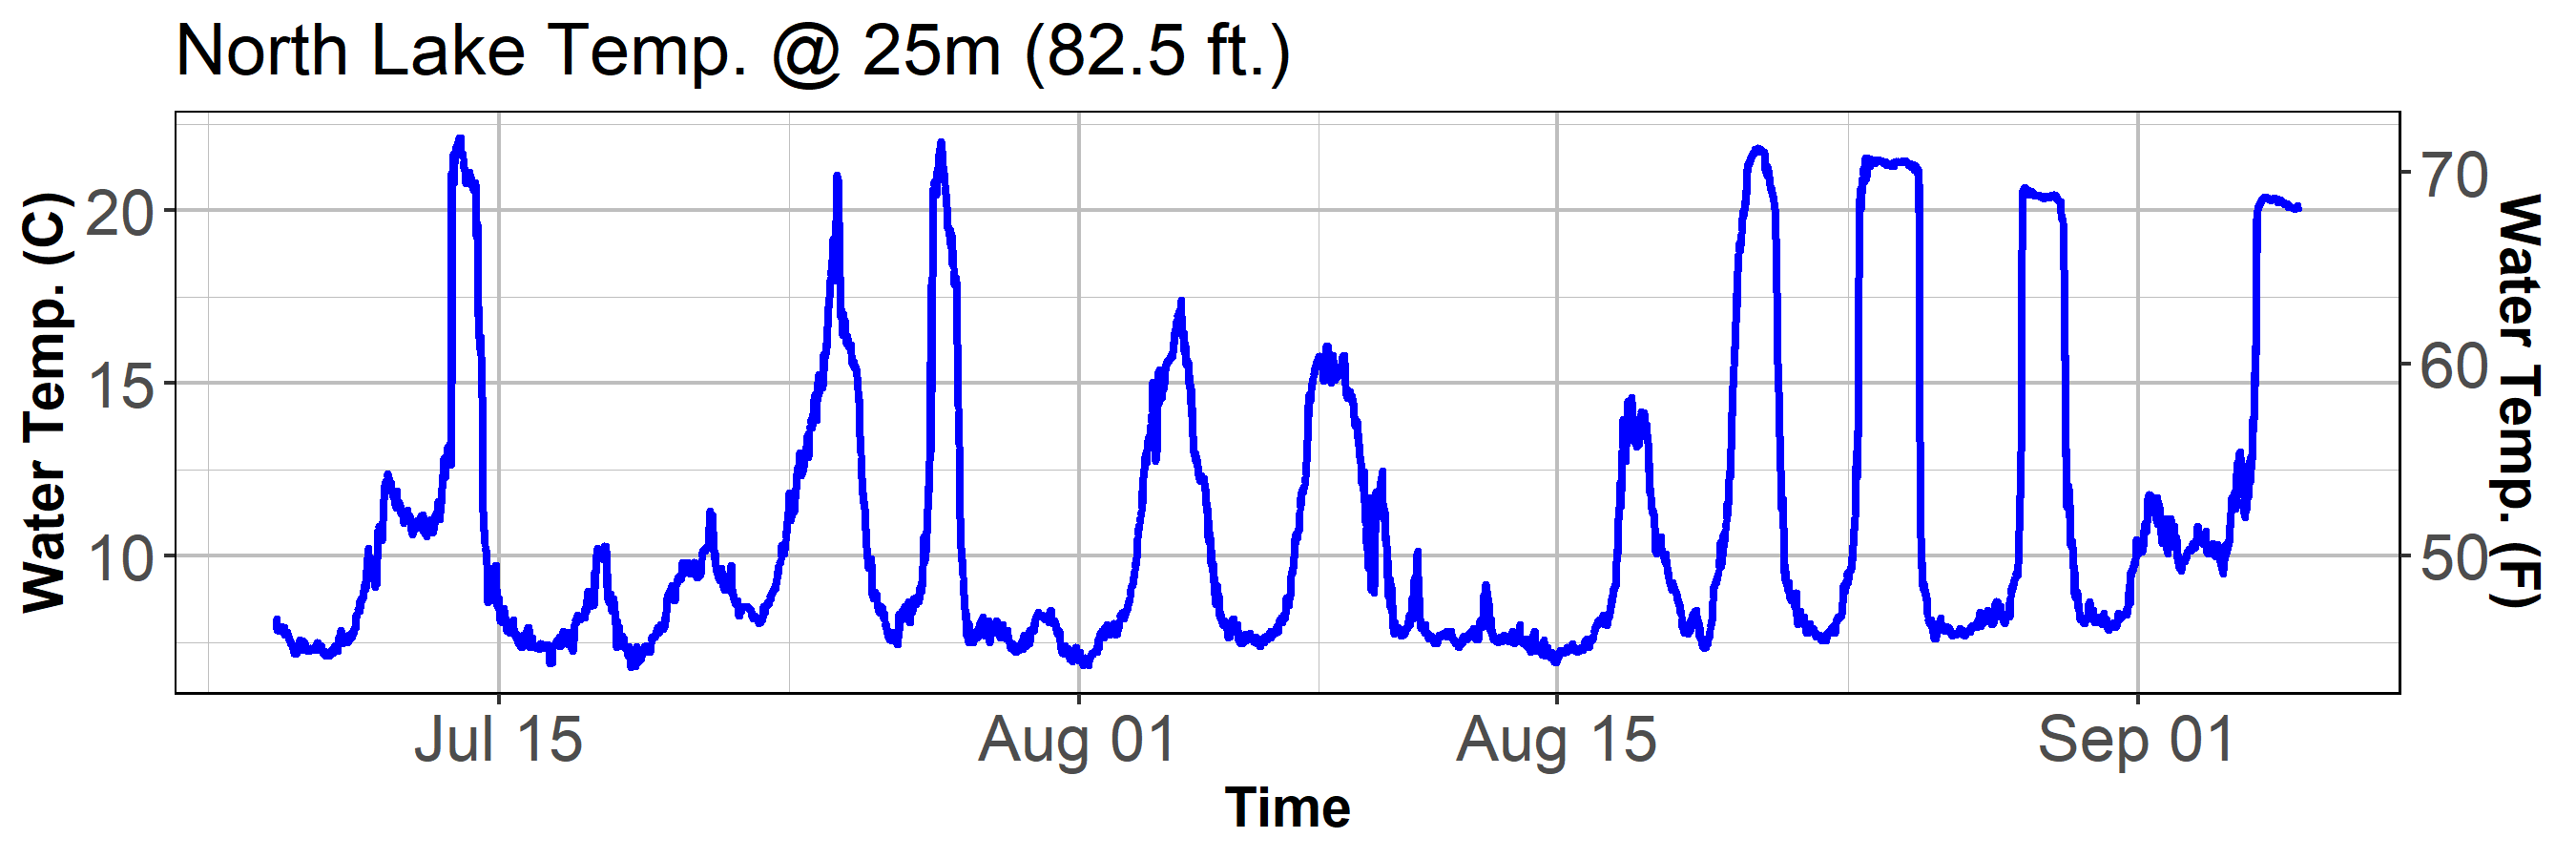 North Lake Temp. @ 25m (82.5 ft.)
Water Temp. (C)
20
15
10
70
60
50
Water Temp. (F)
Jul 15
Aug 01
Aug 15
Sep 01
Time